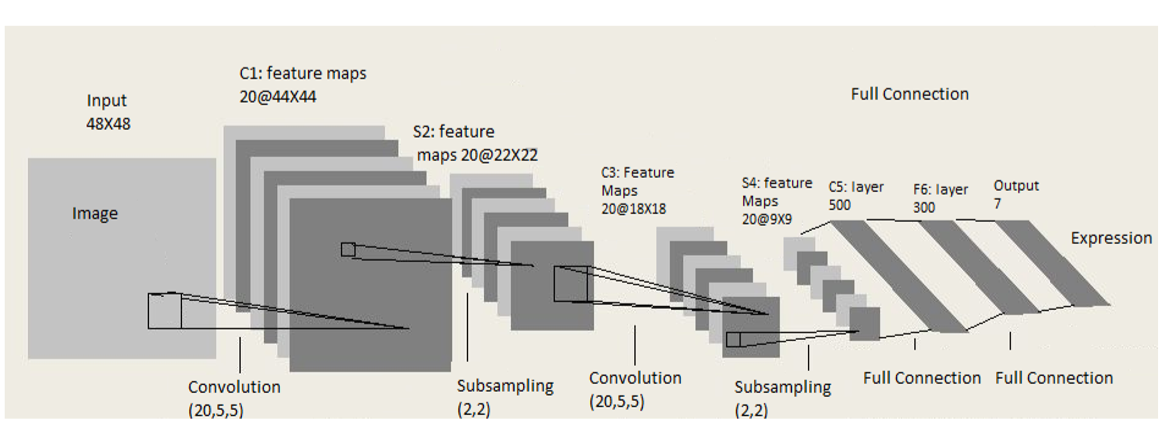 Input
48X48
C1: feature maps
20@44X44
S2: feature
maps 20@22X22
C3: Feature
Maps
20@18X18
S4: feature
Maps
20@9X9
Full Connection
C5: layer
500
F6: layer
300
Output
7
Image
Expression
Convolution
(20,5,5)
Subsampling
(2,2)
Convolution
(20,5,5)
Subsampling
(2,2)
Full Connection
Full Connection